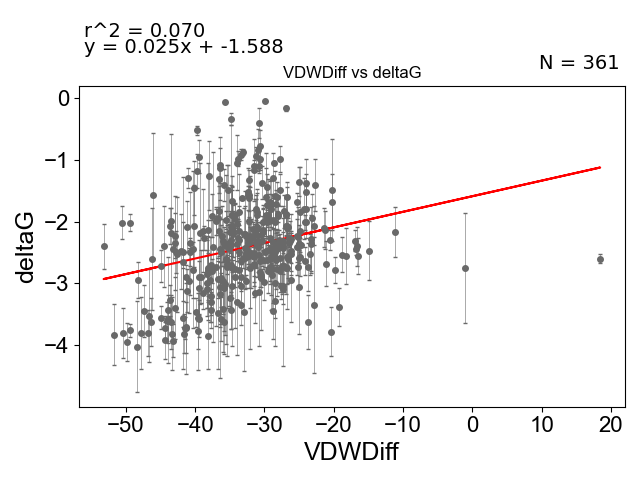 r^2 = 0.070
y = 0.025x + -1.588
N = 361
VDWDiff vs deltaG
0
−1
−2
−3
−4
deltaG
−50
−40
−30
−20
−10
0
10
20
VDWDiff